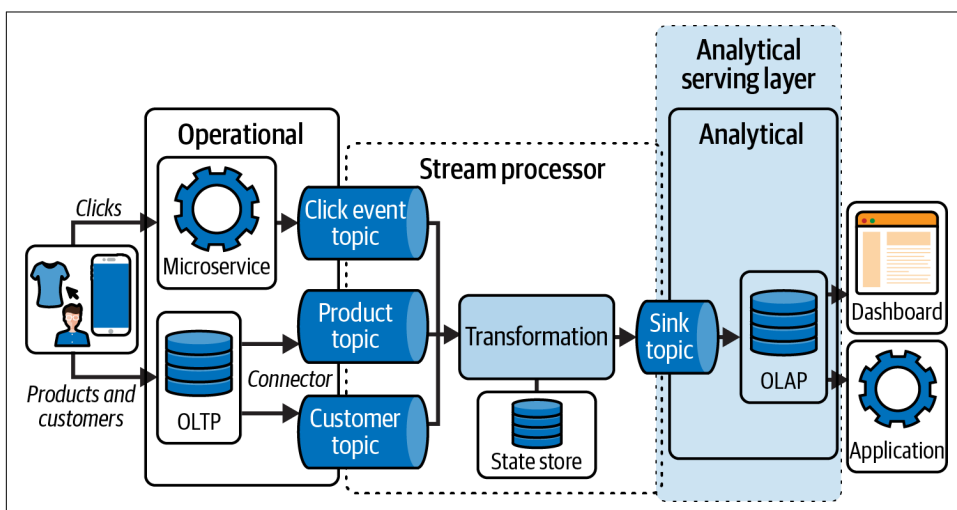 Analytical
serving layer
Operational
Analytical
Stream processor
Clicks
Click event
topic
Microservice
Product
topic
Transformation
Sink
topic
Dashboard
Connector
Products and
customers
OLTP
OLAP
Customer
topic
State store
Application